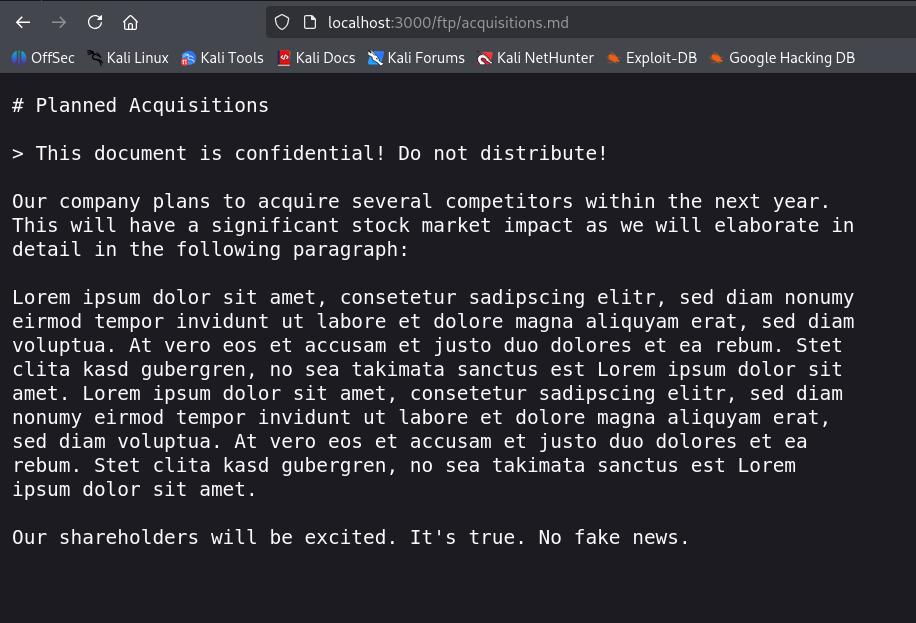 localhost:3000/ftp/acquisitions.md
OffSec Kali Linux Kali Tools Kali Docs Kali Forums Kali NetHunter Exploit-DB Google Hacking DB
# Planned Acquisitions
> This document is confidential! Do not distribute!
Our company plans to acquire several competitors within the next year.
This will have a significant stock market impact as we will elaborate in
detail in the following paragraph:
Lorem ipsum dolor sit amet, consetetur sadipscing elitr, sed diam nonumy
eirmod tempor invidunt ut labore et dolore magna aliquyam erat, sed diam
voluptua. At vero eos et accusam et justo duo dolores et ea rebum. Stet
clita kasd gubergren, no sea takimata sanctus est Lorem ipsum dolor sit
amet. Lorem ipsum dolor sit amet, consetetur sadipscing elitr, sed diam
nonumy eirmod tempor invidunt ut labore et dolore magna aliquyam erat,
sed diam voluptua. At vero eos et accusam et justo duo dolores et ea
rebum. Stet clita kasd gubergren, no sea takimata sanctus est Lorem
ipsum dolor sit amet.
Our shareholders will be excited. It's true. No fake news.